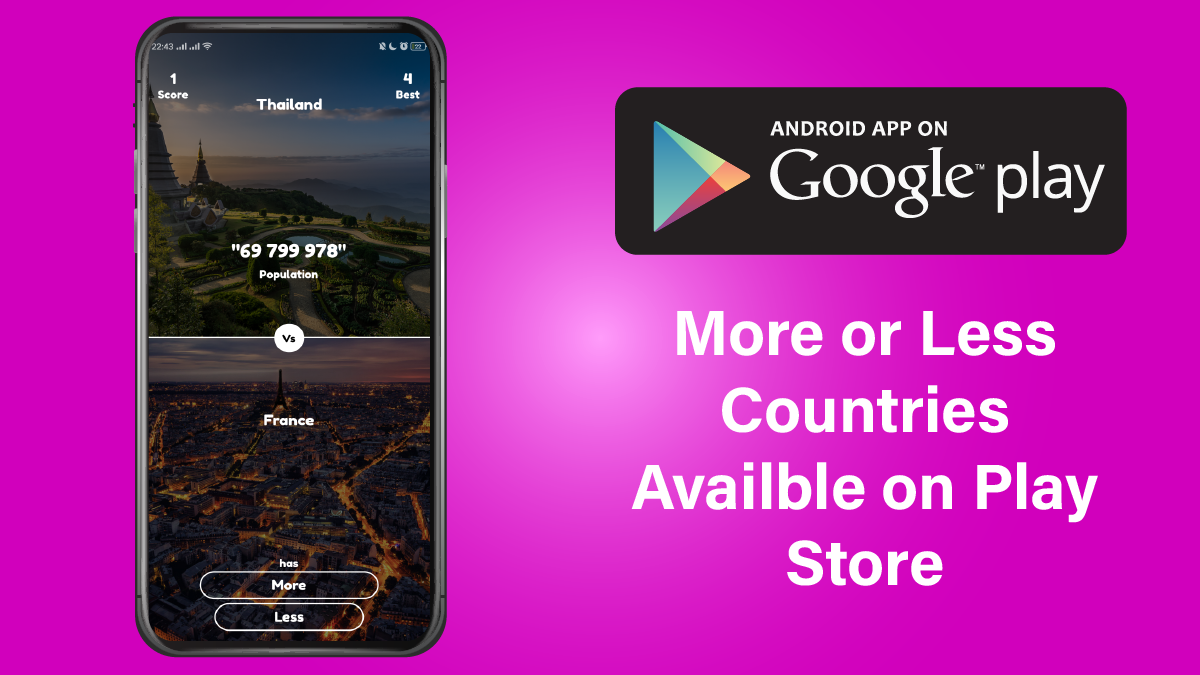 22:43
22
1
4
Score
Best
Thailand
"69 799 978"
Population
Vs
France
has
More
Less
ANDROID APP ON
Google™ play
More or Less
Countries
Availble on Play
Store